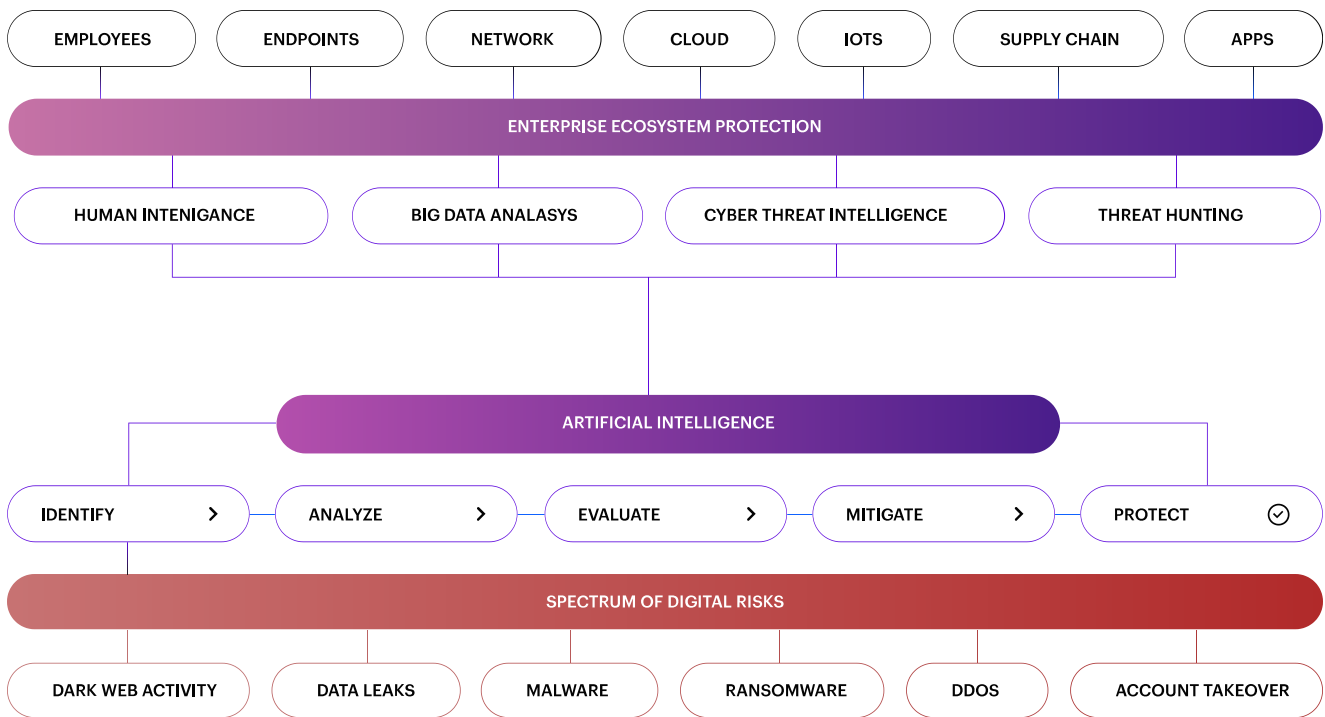 EMPLOYEES
ENDPOINTS
NETWORK
CLOUD
IOTS
SUPPLY CHAIN
APPS
ENTERPRISE ECOSYSTEM PROTECTION
HUMAN INTENIGANCE
BIG DATA ANALASYS
CYBER THREAT INTELLIGENCE
THREAT HUNTING
ARTIFICIAL INTELLIGENCE
IDENTIFY
ANALYZE
EVALUATE
MITIGATE
PROTECT
SPECTRUM OF DIGITAL RISKS
DARK WEB ACTIVITY
DATA LEAKS
MALWARE
RANSOMWARE
DDOS
ACCOUNT TAKEOVER